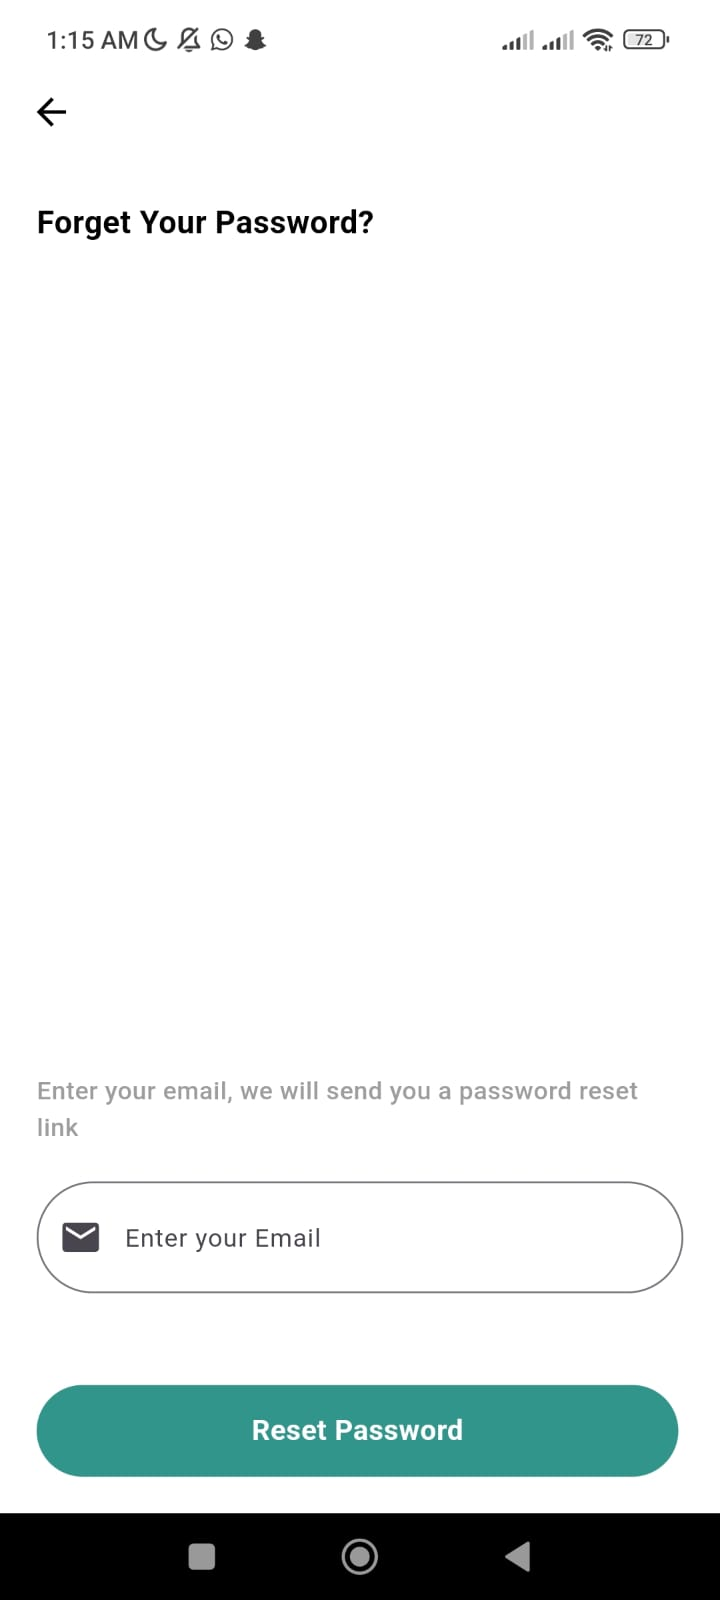 1:15 AM
72
Forget Your Password?
Enter your email, we will send you a password reset
link
Enter your Email
Reset Password